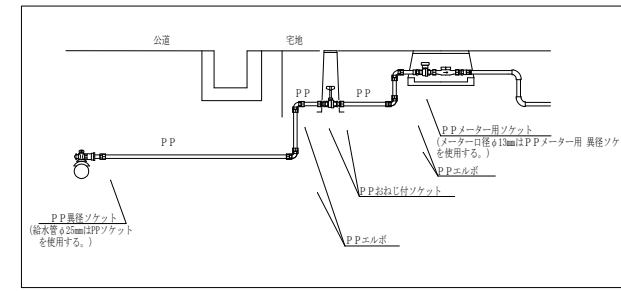 公道
宅地
PP
PP
PPメーター用ソケット
(メーター口径φ13㎜はPPメーター用 異径ソケ
を使用する。)
PP
PPエルボ
PPおねじ付ソケット
PP異径ソケット
(給水管φ25㎜はPPソケット
を使用する。)
PPエルボ